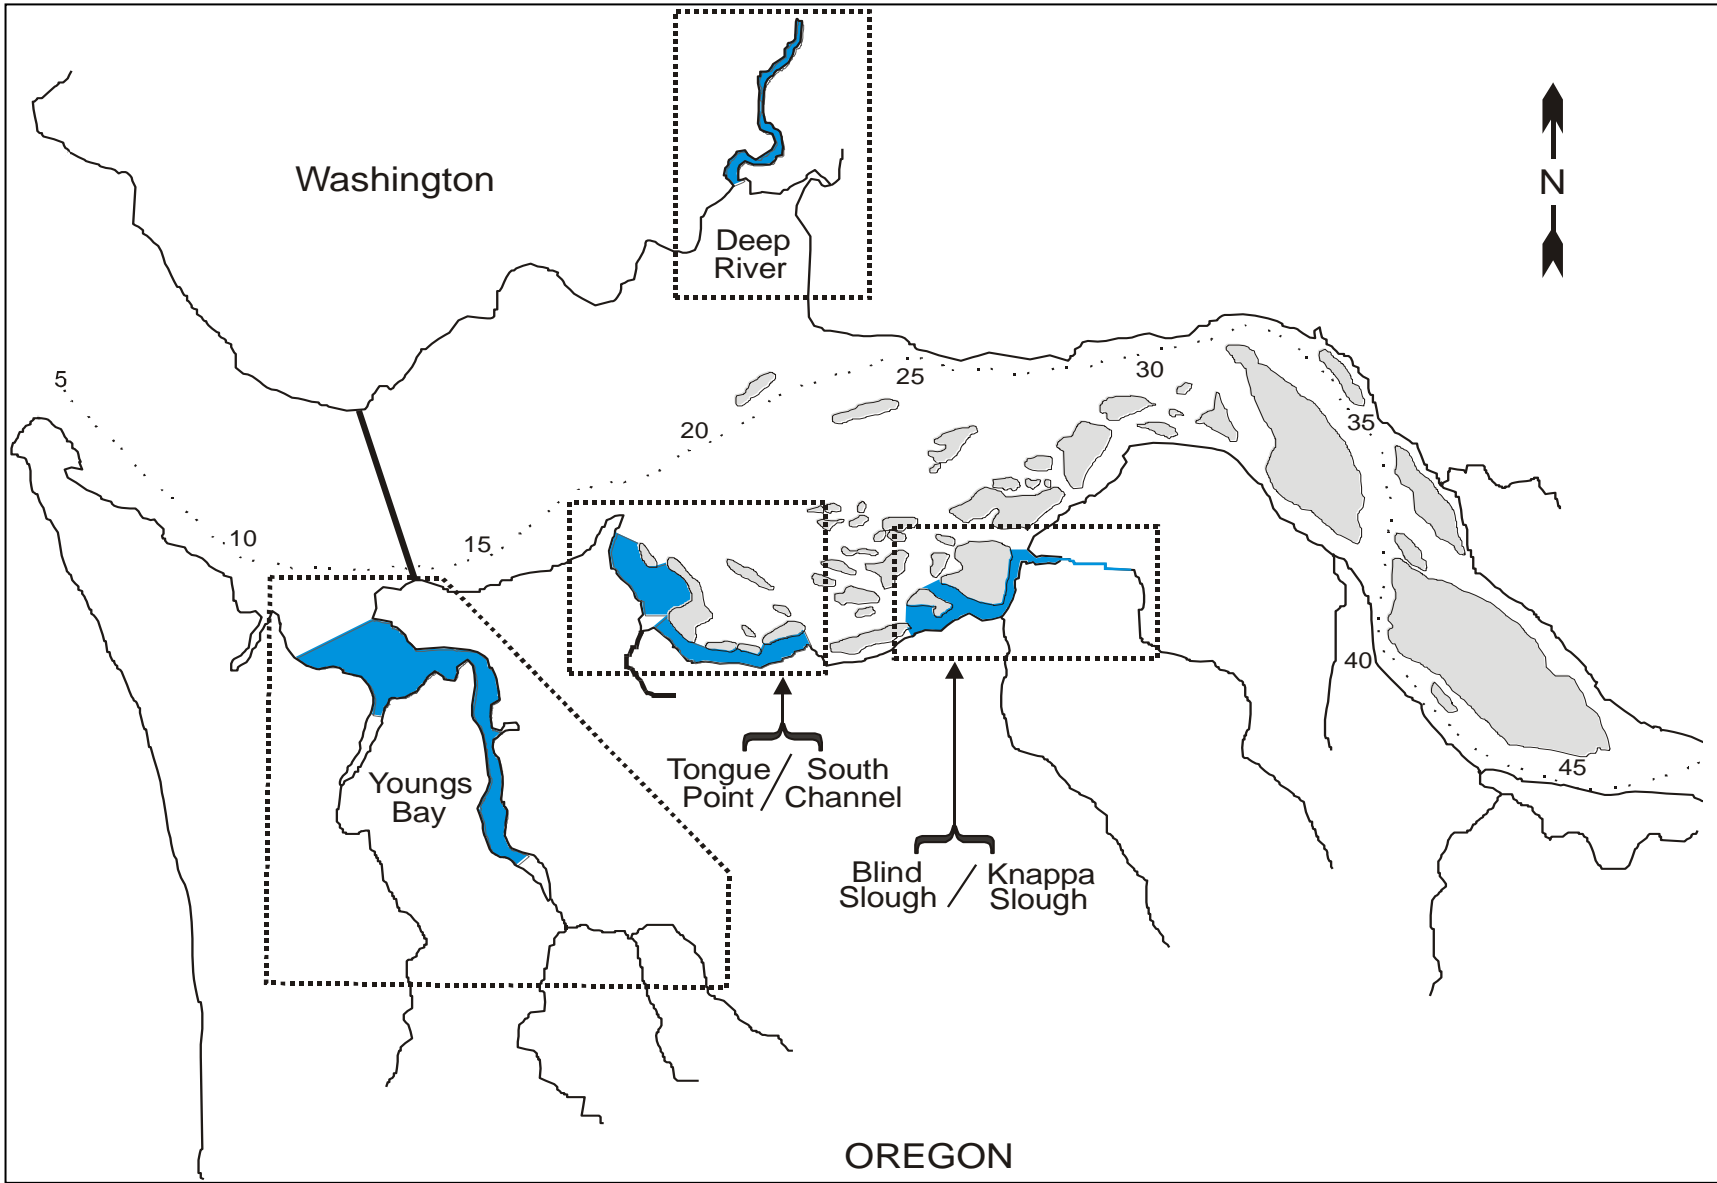 Washington
N
Deep
River
5
10
15
20
25
30
35
40
45
Youngs
Bay
Tongue / South
Point / Channel
Blind / Knappa
Slough / Slough
OREGON